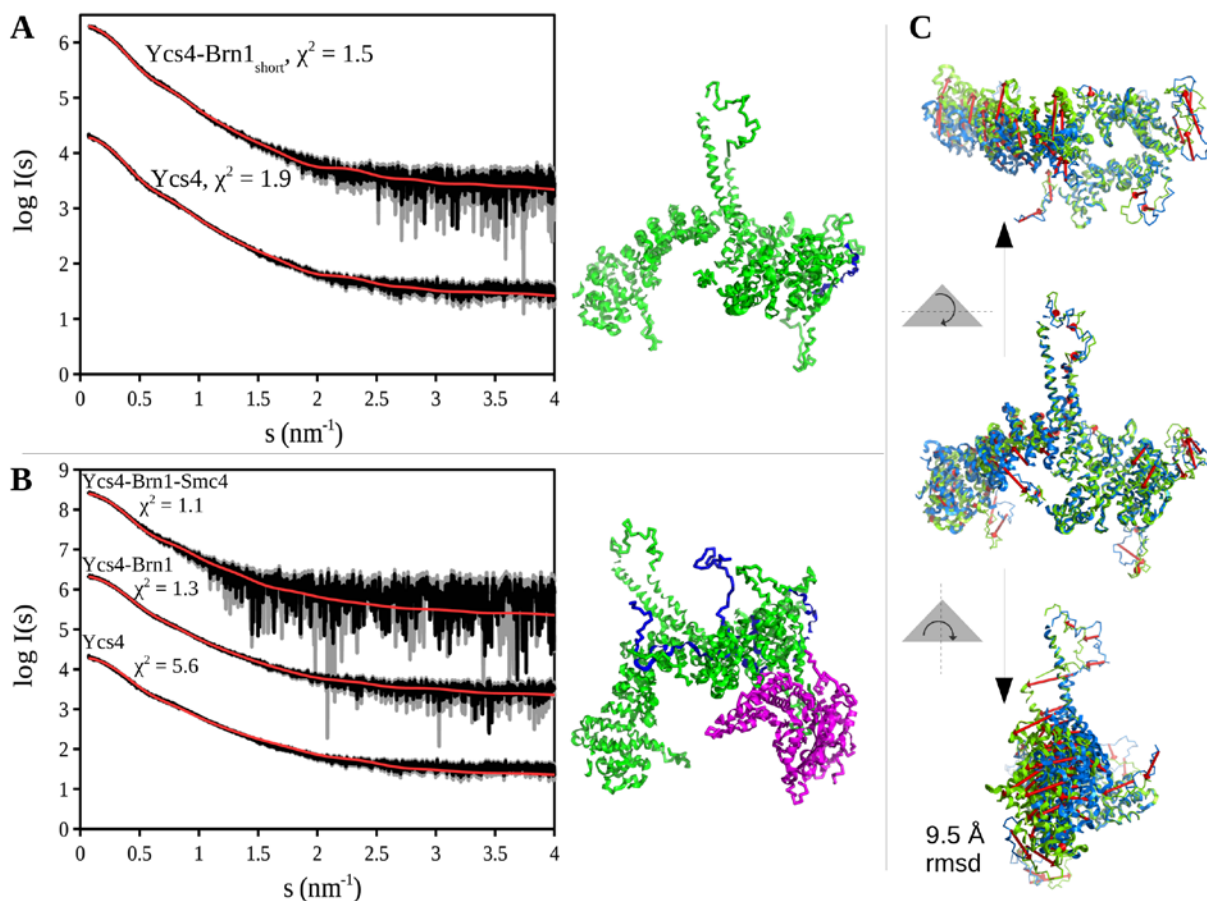 A
Ycs4-Brn1short, χ² = 1.5
Ycs4, χ² = 1.9
log I(s)
6
5
4
3
2
1
0
0 0.5 1 1.5 2 2.5 3 3.5 4
s (nm⁻¹)
B
Ycs4-Brn1-Smc4
χ² = 1.1
Ycs4-Brn1
χ² = 1.3
Ycs4
χ² = 5.6
log I(s)
9
8
7
6
5
4
3
2
1
0
0 0.5 1 1.5 2 2.5 3 3.5 4
s (nm⁻¹)
C
9.5 Å
rmsd